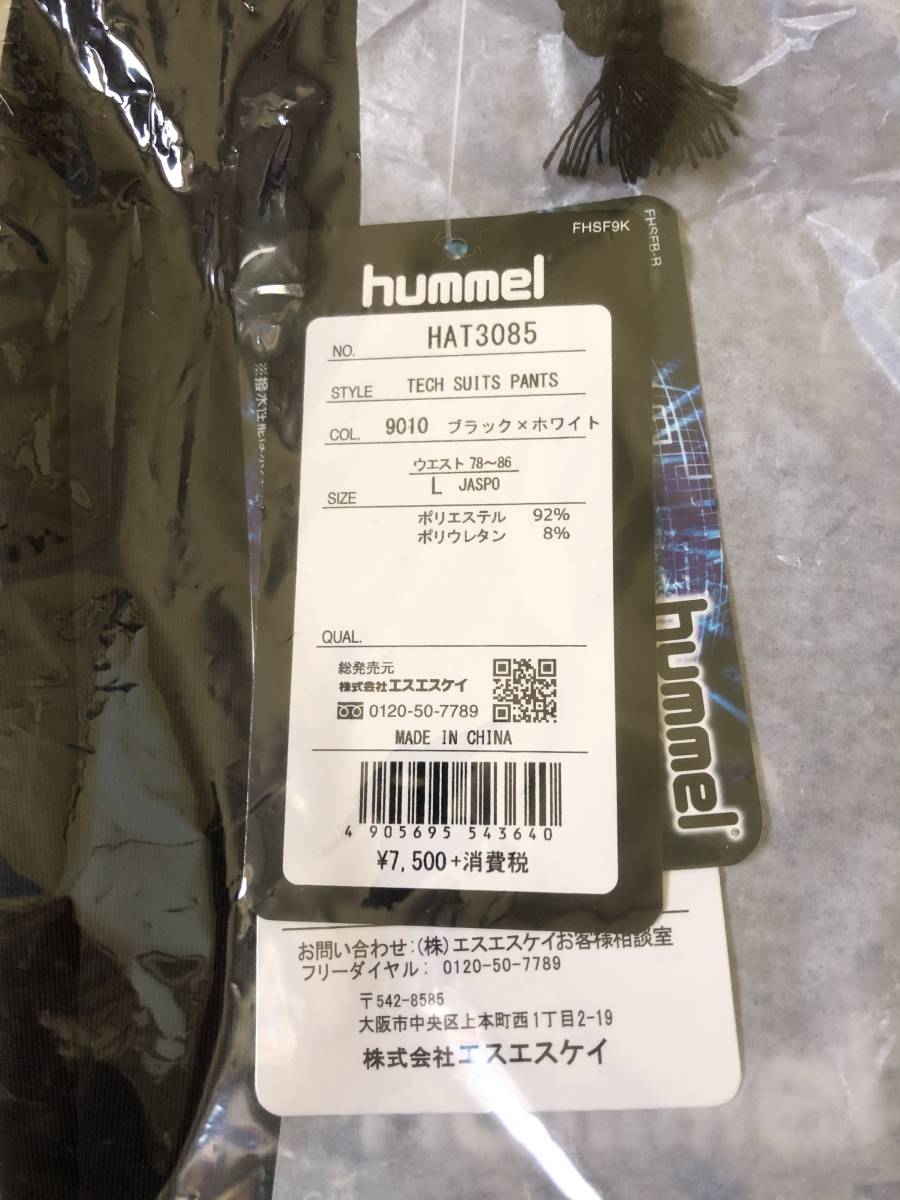 FHSF9K
FHSFB-R
hummel
NO. HAT3085
STYLE TECH SUITS PANTS
COL. 9010 ブラック×ホワイト
ウエスト 78～86
SIZE L JASPO
ポリエステル 92%
ポリウレタン 8%
QUAL.
総発売元
株式会社エスエスケイ
0120-50-7789
MADE IN CHINA
4 905695 543640
¥7,500+消費税
hummel®
お問い合わせ:(株)エスエスケイお客様相談室
フリーダイヤル: 0120-50-7789
〒542-8585
大阪市中央区上本町西1丁目2-19
株式会社エスエスケイ
※撥水性能は